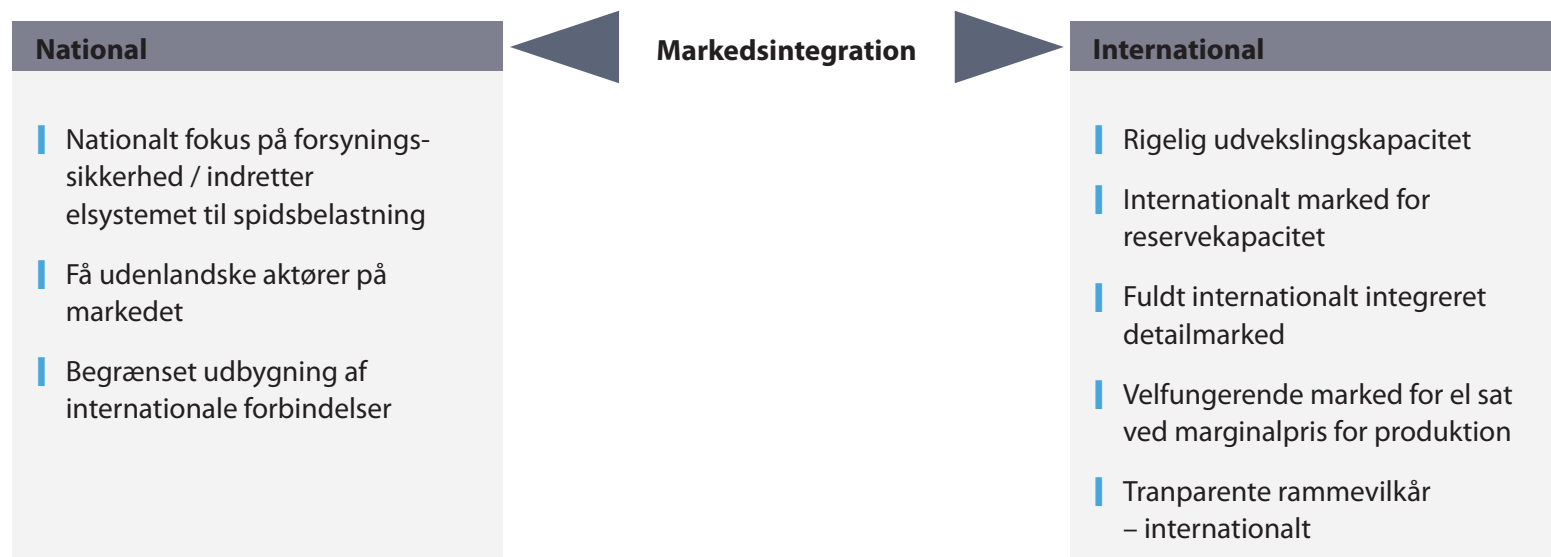 National
Nationalt fokus på forsynings-
sikkerhed / indretter
elsystemet til spidsbelastning
Få udenlandske aktører på
markedet
Begrænset udbygning af
internationale forbindelser
Markedsintegration
International
Rigelig udvekslingskapacitet
Internationalt marked for
reservekapacitet
Fuldt internationalt integreret
detailmarked
Velfungerende marked for el sat
ved marginalpris for produktion
Tranparente rammevilkår
– internationalt